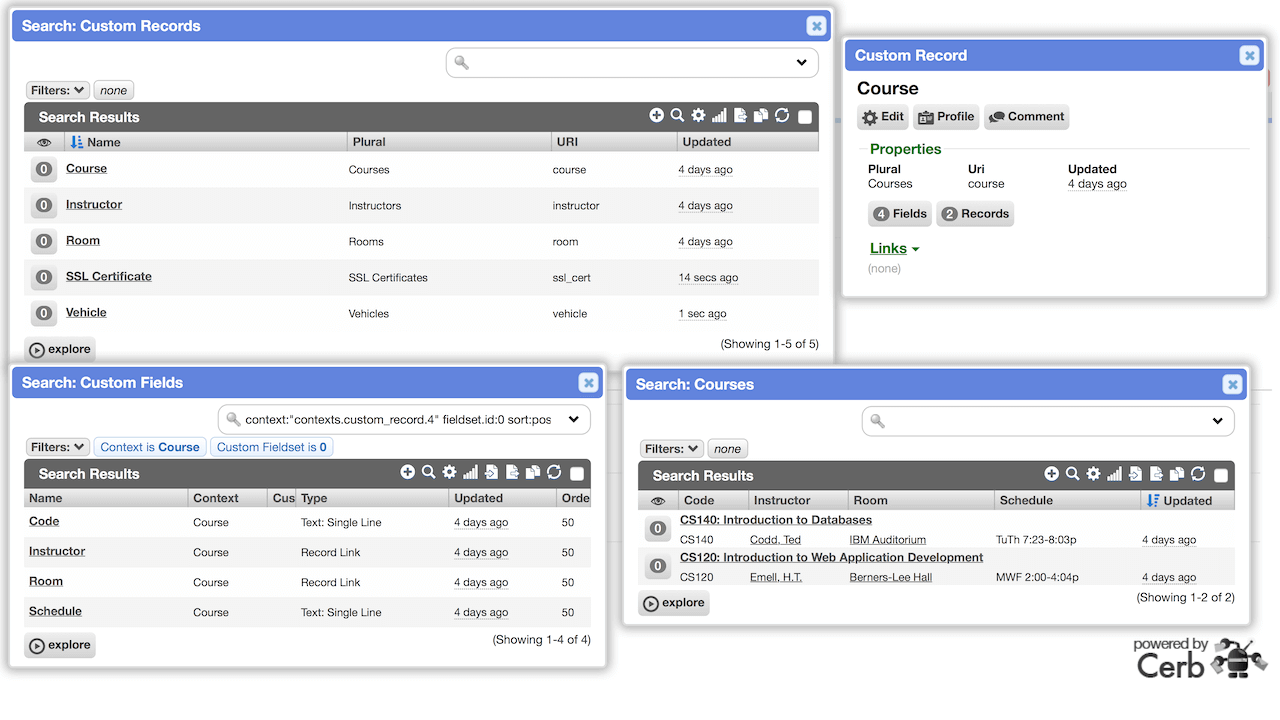 Search: Custom Records
Filters: none
Search Results
Name Plural URI Updated
0 Course Courses course 4 days ago
0 Instructor Instructors instructor 4 days ago
0 Room Rooms room 4 days ago
0 SSL Certificate SSL Certificates ssl_cert 14 secs ago
0 Vehicle Vehicles vehicle 1 sec ago
explore
(Showing 1-5 of 5)
Custom Record
Course
Edit Profile Comment
Properties
Plural Uri Updated
Courses course 4 days ago
4 Fields 2 Records
Links
(none)
Search: Custom Fields
context:"contexts.custom_record.4" fieldset.id:0 sort:pos
Filters: Context is Course Custom Fieldset is 0
Search Results
Name Context Cus Type Updated Orde
Code Course Text: Single Line 4 days ago 50
Instructor Course Record Link 4 days ago 50
Room Course Record Link 4 days ago 50
Schedule Course Text: Single Line 4 days ago 50
(Showing 1-4 of 4)
explore
Search: Courses
Filters: none
Search Results
Code Instructor Room Schedule Updated
0 CS140: Introduction to Databases
CS140 Codd, Ted IBM Auditorium TuTh 7:23-8:03p 4 days ago
0 CS120: Introduction to Web Application Development
CS120 Emell, H.T. Berners-Lee Hall MWF 2:00-4:04p 4 days ago
(Showing 1-2 of 2)
explore
powered by
Cerb